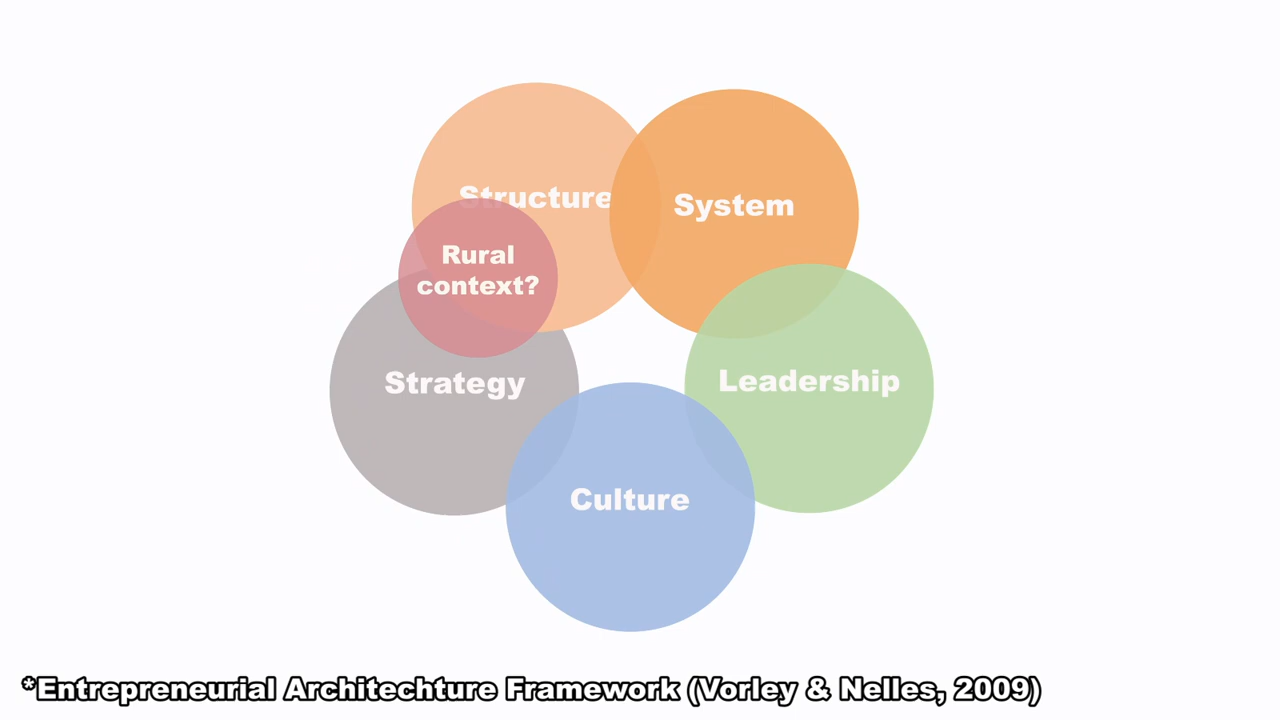 Structure
System
Rural
context?
Strategy
Leadership
Culture
*Entrepreneurial Architechture Framework (Vorley & Nelles, 2009)